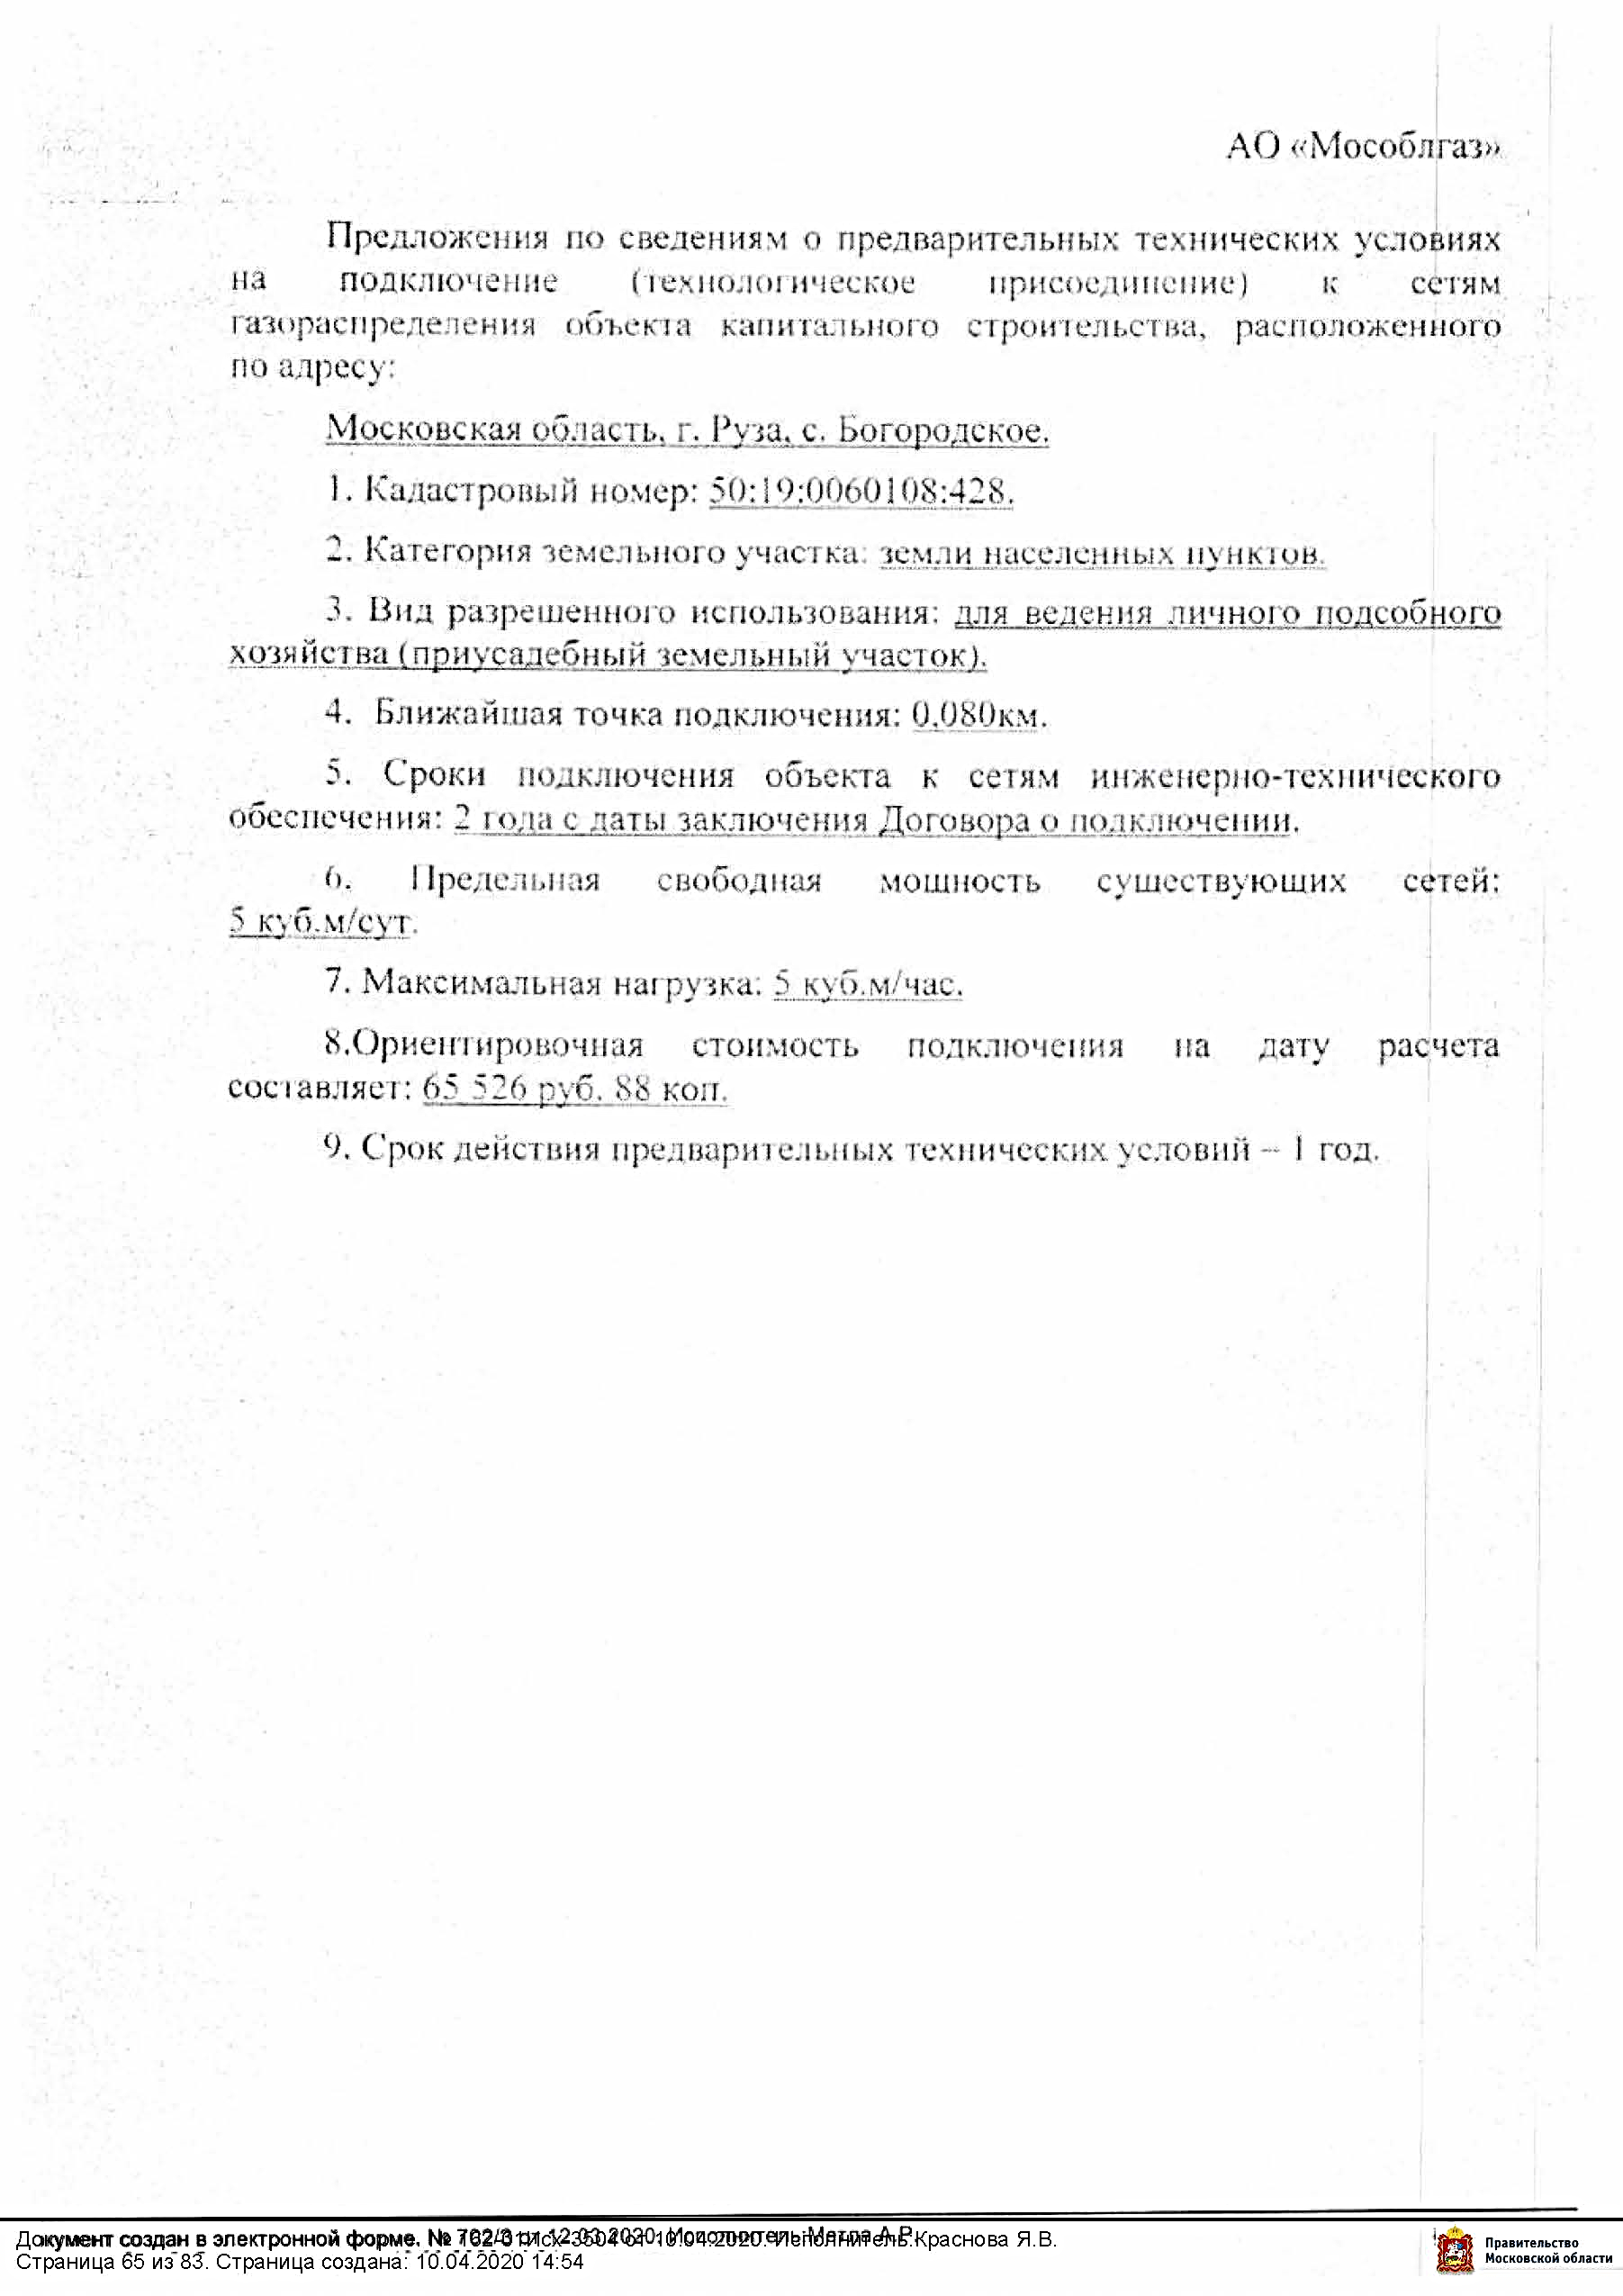 АО «Мособлгаз»
Предложения по сведениям о предварительных технических условиях
на подключение (технологическое присоединение) к сетям
газораспределения объекта капитального строительства, расположенного
по адресу:
Московская область, г. Руза, с. Богородское.
1. Кадастровый номер: 50:19:0060108:428.
2. Категория земельного участка: земли населенных пунктов.
3. Вид разрешенного использования: для ведения личного подсобного
хозяйства (приусадебный земельный участок).
4. Ближайшая точка подключения: 0,080км.
5. Сроки подключения объекта к сетям инженерно-технического
обеспечения: 2 года с даты заключения Договора о подключении.
6. Предельная свободная мощность существующих сетей:
5 куб.м/сут.
7. Максимальная нагрузка: 5 куб.м/час.
8.Ориентировочная стоимость подключения на дату расчета
составляет: 65 526 руб. 88 коп.
9. Срок действия предварительных технических условий – 1 год.
Документ создан в электронной форме. № Краснова Я.В.
Страница 65 из 83. Страница создана: 10.04.2020 14:54
Правительство
Московской области